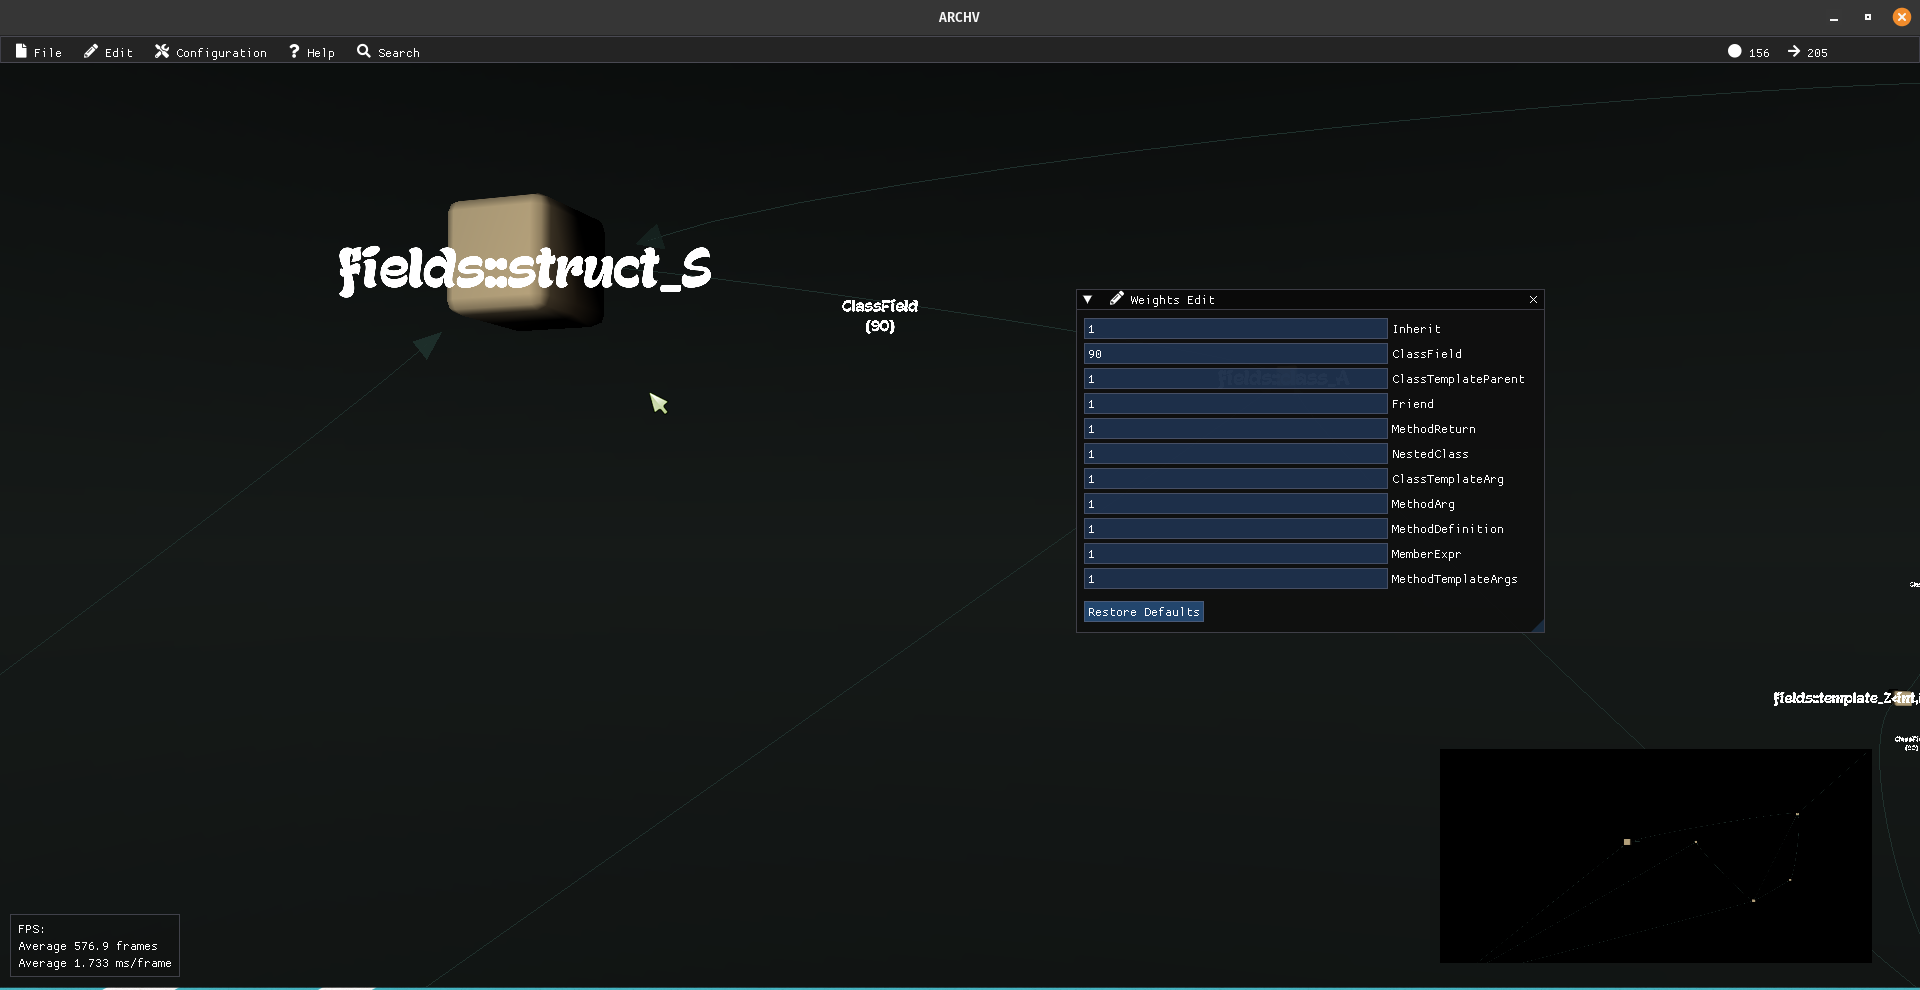 ARCHV
File Edit Configuration Help Search 156 205
fields::struct_S
ClassField
(90)
Weights Edit
1 Inherit
90 ClassField
1 ClassTemplateParent
1 Friend
1 MethodReturn
1 NestedClass
1 ClassTemplateArg
1 MethodArg
1 MethodDefinition
1 MemberExpr
1 MethodTemplateArgs
Restore Defaults
FPS:
Average 576.9 frames
Average 1.733 ms/frame